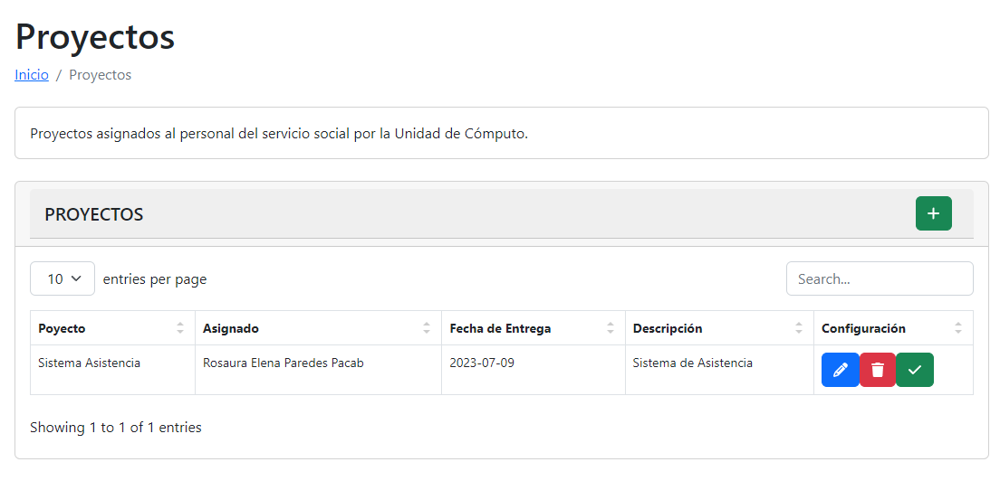 Proyectos
Inicio / Proyectos
Proyectos asignados al personal del servicio social por la Unidad de Cómputo.
PROYECTOS
10 entries per page
Search...
Poyecto Asignado Fecha de Entrega Descripción Configuración
Sistema Asistencia Rosaura Elena Paredes Pacab 2023-07-09 Sistema de Asistencia
Showing 1 to 1 of 1 entries